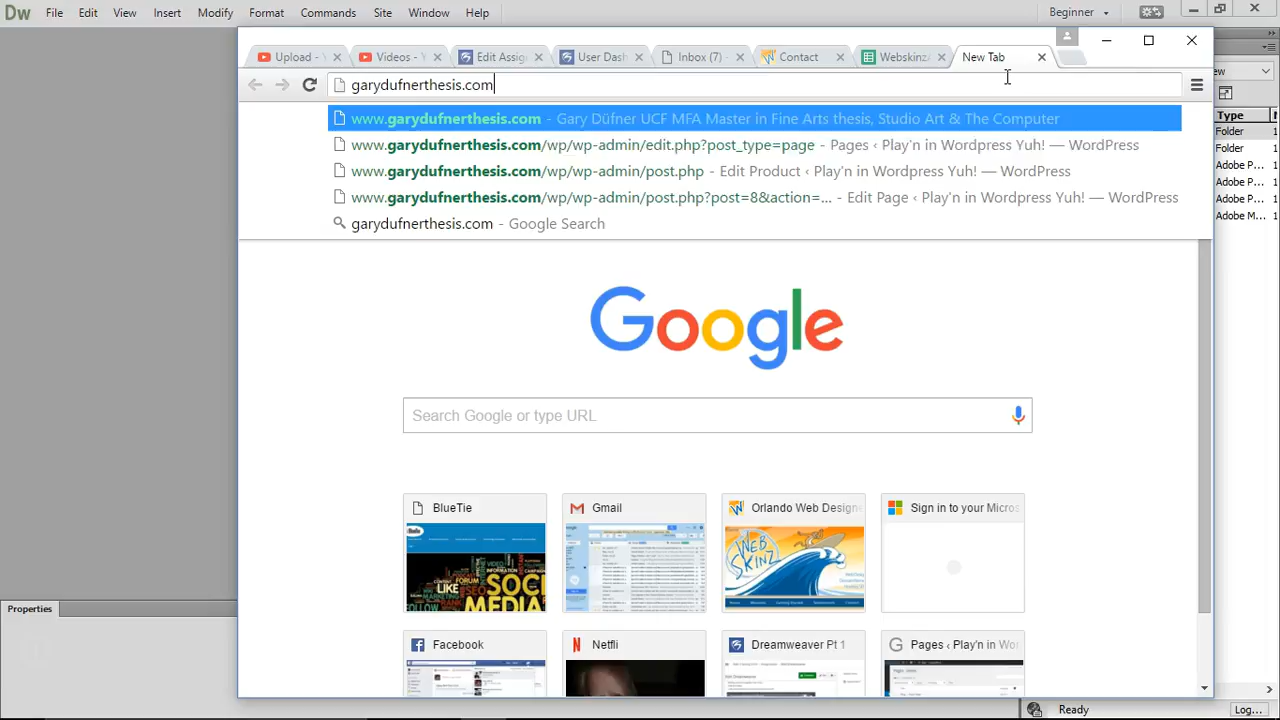 Dw File Edit View Insert Modify Format Commands Site Window Help Beginner
Upload - Videos - Edit Assig User Dash Inbox (7) - Contact Webskinz New Tab
garydufnerthesis.com
www.garydufnerthesis.com - Gary Düfner UCF MFA Master in Fine Arts thesis, Studio Art & The Computer
www.garydufnerthesis.com/wp/wp-admin/edit.php?post_type=page - Pages ‹ Play'n in Wordpress Yuh! — WordPress
www.garydufnerthesis.com/wp/wp-admin/post.php - Edit Product ‹ Play'n in Wordpress Yuh! — WordPress
www.garydufnerthesis.com/wp/wp-admin/post.php?post=8&action=... - Edit Page ‹ Play'n in Wordpress Yuh! — WordPress
garydufnerthesis.com - Google Search
ew
Type
Folder
Folder
Adobe P...
Adobe P...
Adobe P...
Adobe M...
Google
Search Google or type URL
BlueTie Gmail Orlando Web Designe Sign in to your Micros
WEB SKINZ
SOC
Properties
Facebook Netfli Dreamweaver Pt 1 Pages ‹ Play'n in Wo
Ready Log...